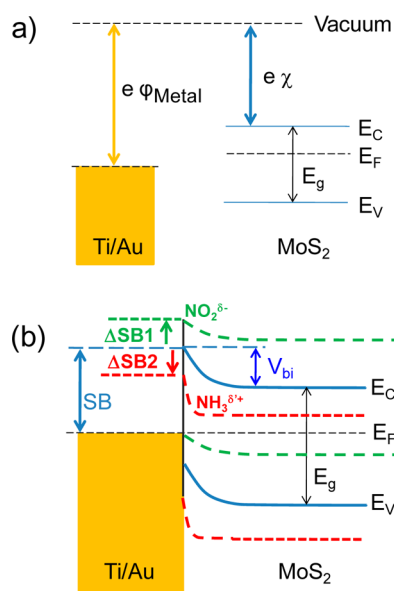 a)
Vacuum
e φMetal
e χ
EC
EF
Eg
EV
Ti/Au
MoS2
(b)
NO2δ-
ΔSB1
ΔSB2
Vbi
SB
NH3δ'+
EC
EF
Eg
EV
Ti/Au
MoS2